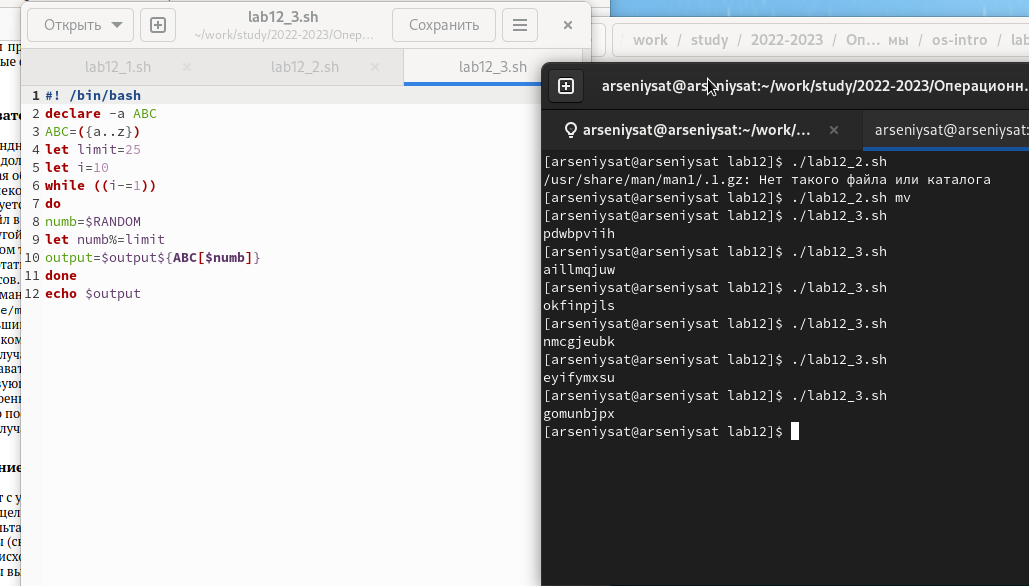 Открыть
lab12_3.sh
~/work/study/2022-2023/Опер...
Сохранить
lab12_1.sh
lab12_2.sh
lab12_3.sh
1 #! /bin/bash
2 declare -a ABC
3 ABC=({a..z})
4 let limit=25
5 let i=10
6 while ((i-=1))
7 do
8 numb=$RANDOM
9 let numb%=limit
10 output=$output${ABC[$numb]}
11 done
12 echo $output
work / study / 2022-2023 / Оп... мы / os-intro / lab
arseniysat@arseniysat:~/work/study/2022-2023/Операционн.
arseniysat@arseniysat:~/work/...
arseniysat@arseniysat:
[arseniysat@arseniysat lab12]$ ./lab12_2.sh
/usr/share/man/man1/.1.gz: Нет такого файла или каталога
[arseniysat@arseniysat lab12]$ ./lab12_2.sh mv
[arseniysat@arseniysat lab12]$ ./lab12_3.sh
pdwbpviih
[arseniysat@arseniysat lab12]$ ./lab12_3.sh
aillmqjuw
[arseniysat@arseniysat lab12]$ ./lab12_3.sh
okfinpjls
[arseniysat@arseniysat lab12]$ ./lab12_3.sh
nmcgjeubk
[arseniysat@arseniysat lab12]$ ./lab12_3.sh
eyifymxsu
[arseniysat@arseniysat lab12]$ ./lab12_3.sh
gomunbjpx
[arseniysat@arseniysat lab12]$